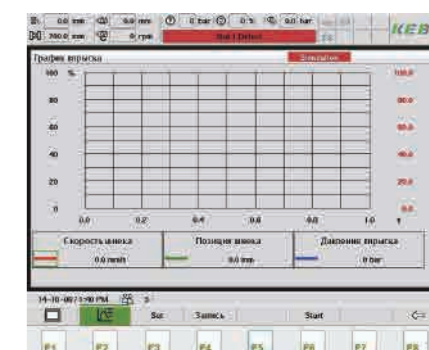 0.0 mm 0.0 mm 0 bar 0 % 0.0 bar
200.0 mm 0 rpm
KEB
График впрыска Simulation
100 % 100.0
80 80.0
60 60.0
40 40.0
20 20.0
0 0.0
0.0 0.2 0.4 0.6 0.8 1.0
Скорость шнека Позиция шнека Давление впрыска
0.0 mm/s 0.0 mm 0 bar
Запись Start
F1 F2 F3 F4 F5 F6 F7 F8